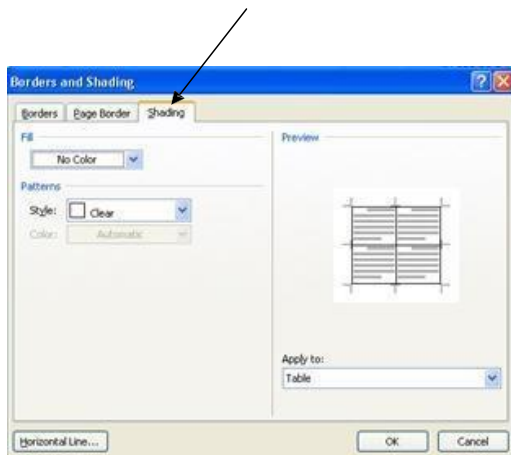 Borders and Shading
Borders Page Border Shading
Fill
No Color
Patterns
Style: Clear
Color: Automatic
Preview
Apply to:
Table
Horizontal Line... OK Cancel